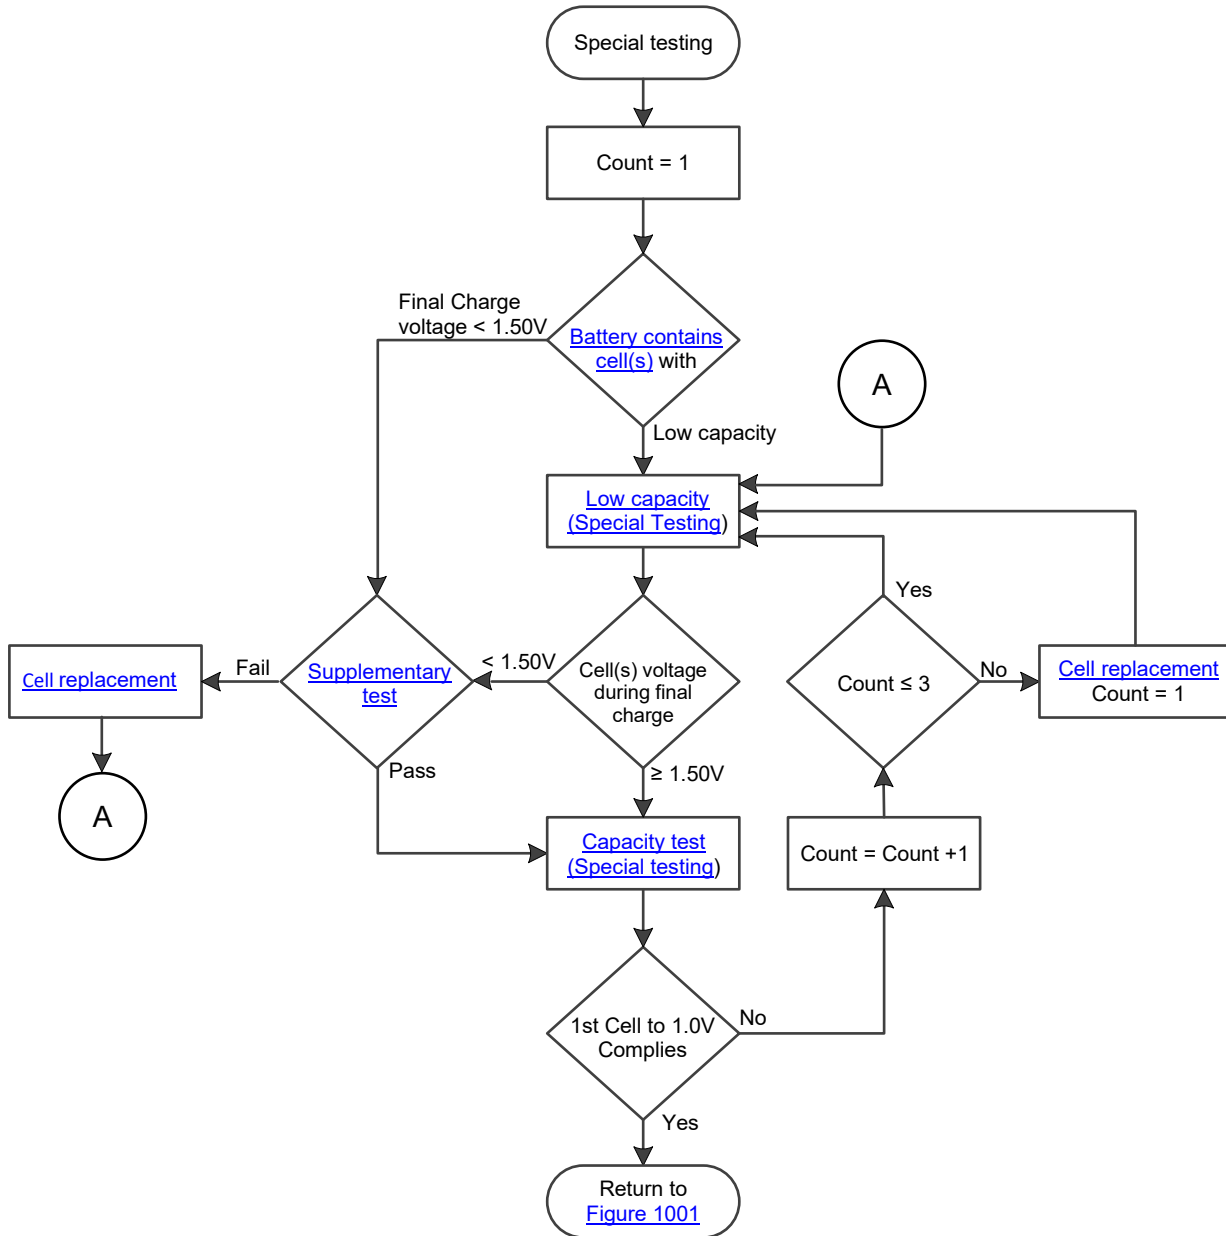 Special testing
Count = 1
Final Charge
voltage < 1.50V
Battery contains
cell(s) with
A
Low capacity
Low capacity
(Special Testing)
Yes
Cell replacement
Fail
Supplementary
test
< 1.50V
Cell(s) voltage
during final
charge
Count ≤ 3
No
Cell replacement
Count = 1
Pass
≥ 1.50V
A
Capacity test
(Special testing)
Count = Count +1
1st Cell to 1.0V
Complies
No
Yes
Return to
Figure 1001